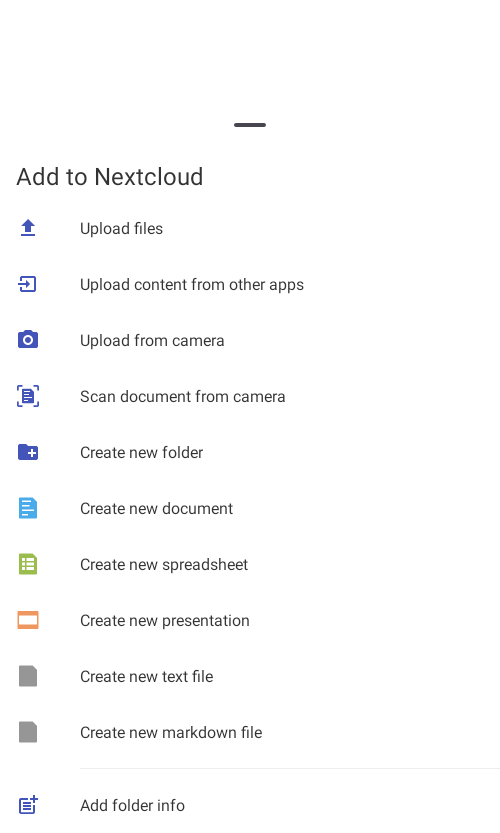 Add to Nextcloud
Upload files
Upload content from other apps
Upload from camera
Scan document from camera
Create new folder
Create new document
Create new spreadsheet
Create new presentation
Create new text file
Create new markdown file
Add folder info